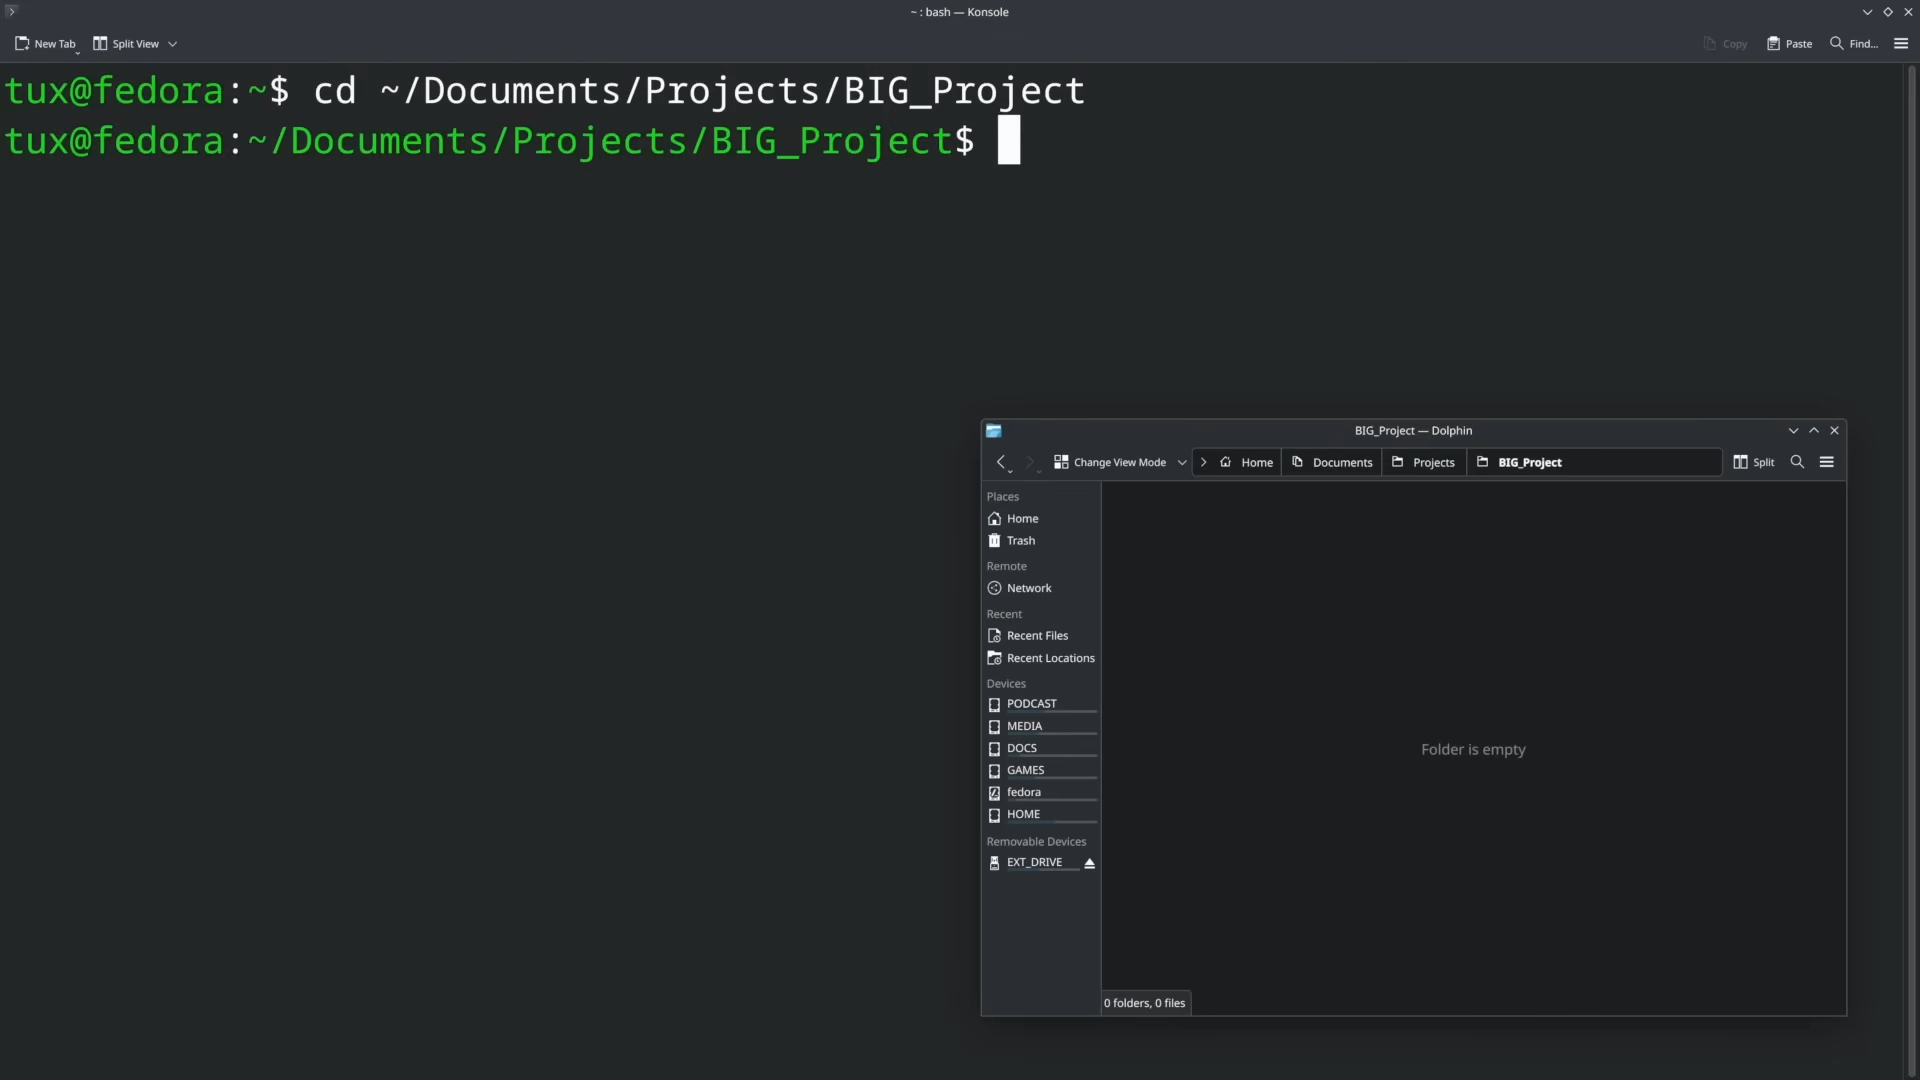 ~ : bash — Konsole
New Tab Split View Copy Paste Find...
tux@fedora:~$ cd ~/Documents/Projects/BIG_Project
tux@fedora:~/Documents/Projects/BIG_Project$
BIG_Project — Dolphin
Change View Mode Home Documents Projects BIG_Project Split
Places
Home
Trash
Remote
Network
Recent
Recent Files
Recent Locations
Devices
PODCAST
MEDIA
DOCS
GAMES
fedora
HOME
Removable Devices
EXT_DRIVE
Folder is empty
0 folders, 0 files